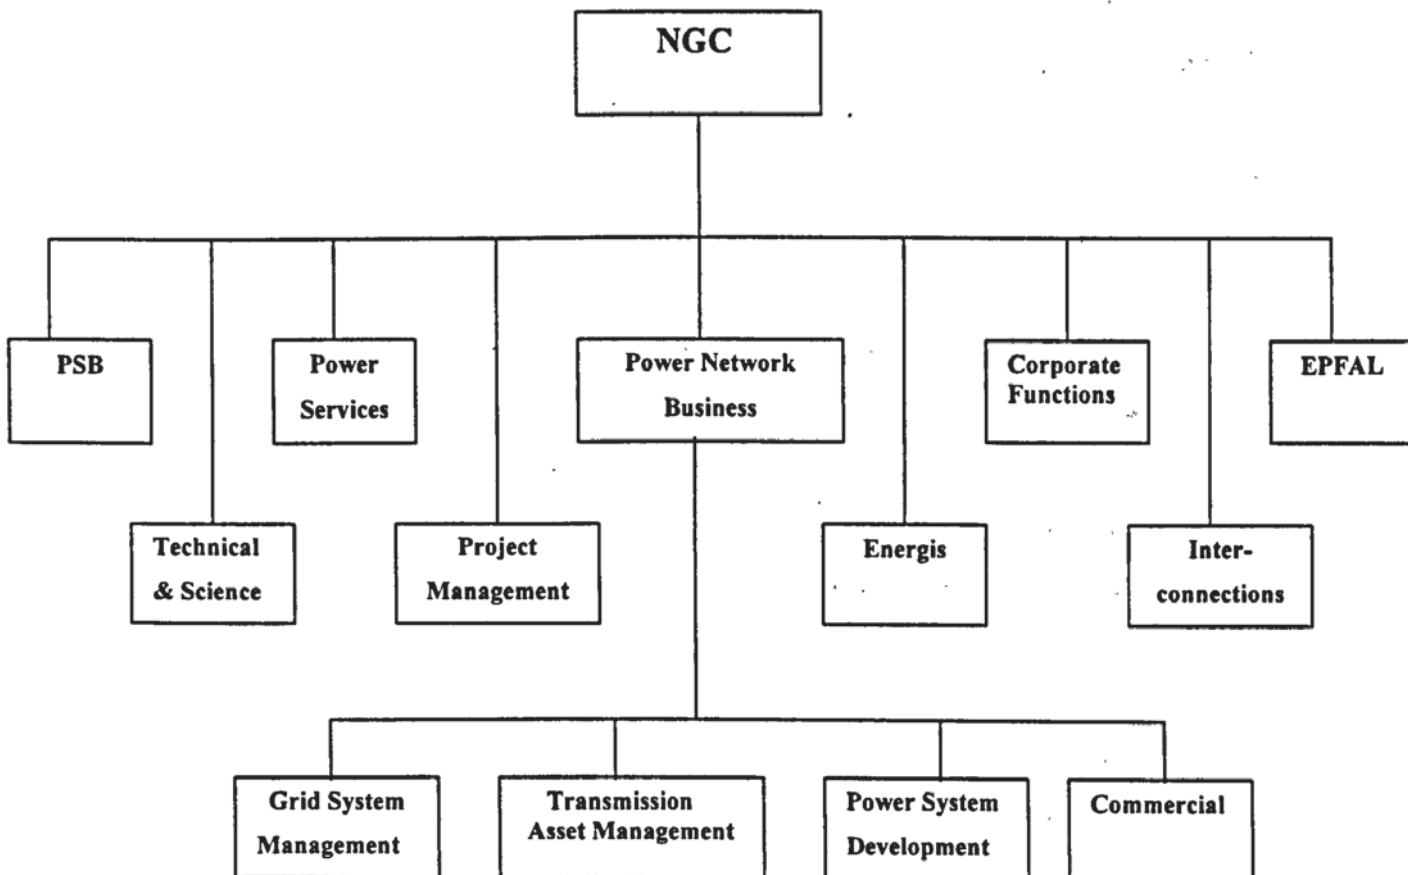 NGC
PSB
Power
Services
Power Network
Business
Corporate
Functions
EPFAL
Technical
& Science
Project
Management
Energis
Inter-
connections
Grid System
Management
Transmission
Asset Management
Power System
Development
Commercial